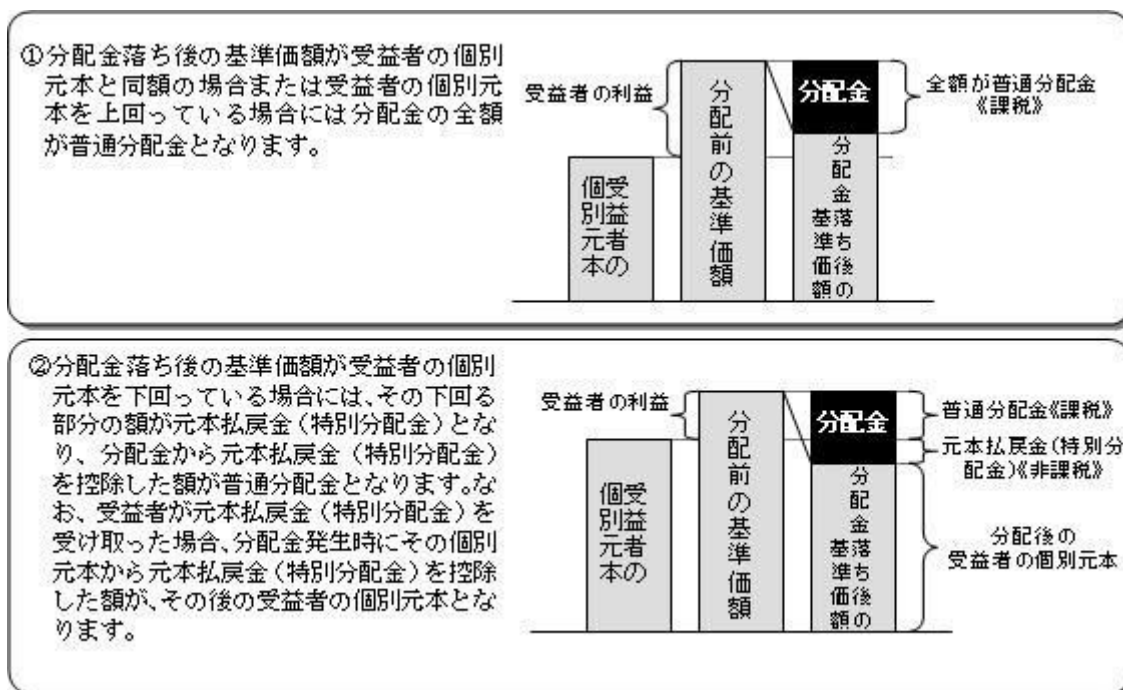 ①分配金落ち後の基準価額が受益者の個別
元本と同額の場合または受益者の個別元
本を上回っている場合には分配金の全額
が普通分配金となります。
受益者の利益
受益者の
個別元本
分配前の基準価額
分配金
分配金落ち後の
基準価額
全額が普通分配金
《課税》
②分配金落ち後の基準価額が受益者の個別
元本を下回っている場合には、その下回る
部分の額が元本払戻金(特別分配金)とな
り、分配金から元本払戻金(特別分配金)
を控除した額が普通分配金となります。な
お、受益者が元本払戻金(特別分配金)を
受け取った場合、分配金発生時にその個別
元本から元本払戻金(特別分配金)を控除
した額が、その後の受益者の個別元本とな
ります。
受益者の利益
受益者の
個別元本
分配前の基準価額
分配金
分配金落ち後の
基準価額
普通分配金《課税》
元本払戻金(特別分
配金)《非課税》
分配後の
受益者の個別元本